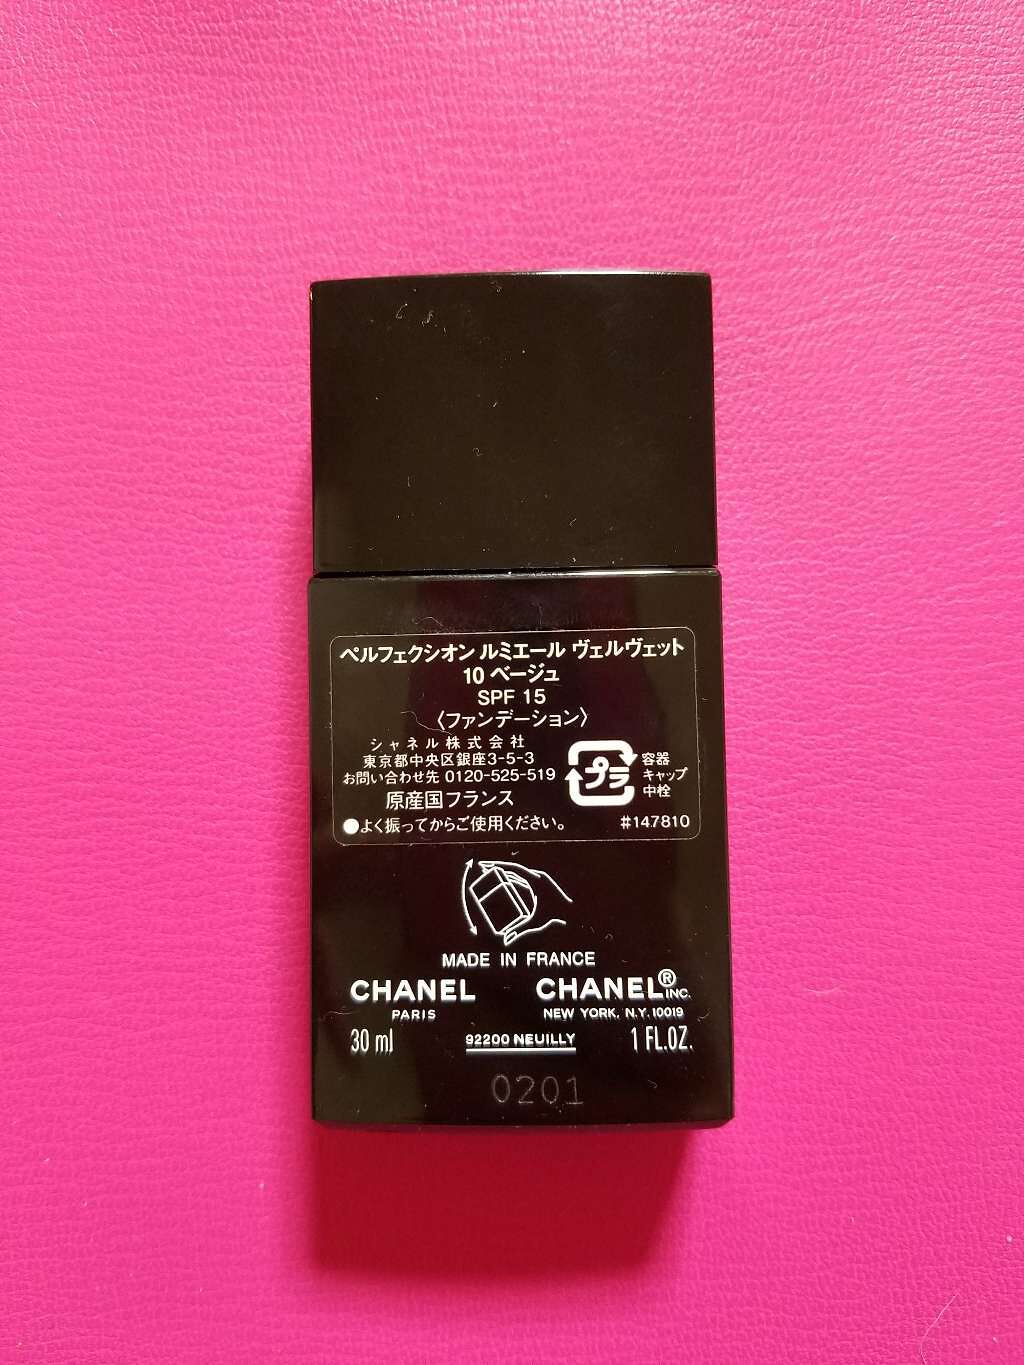 ペルフェクシオン ルミエール ヴェルヴェット
10 ベージュ
SPF 15
〈ファンデーション〉
シャネル株式会社
東京都中央区銀座3-5-3
お問い合わせ先 0120-525-519
原産国フランス
プラ
容器
キャップ
中栓
●よく振ってからご使用ください。
#147810
MADE IN FRANCE
CHANEL
PARIS
CHANEL® INC.
NEW YORK, N.Y. 10019
30 ml
92200 NEUILLY
1 FL.OZ.
0201